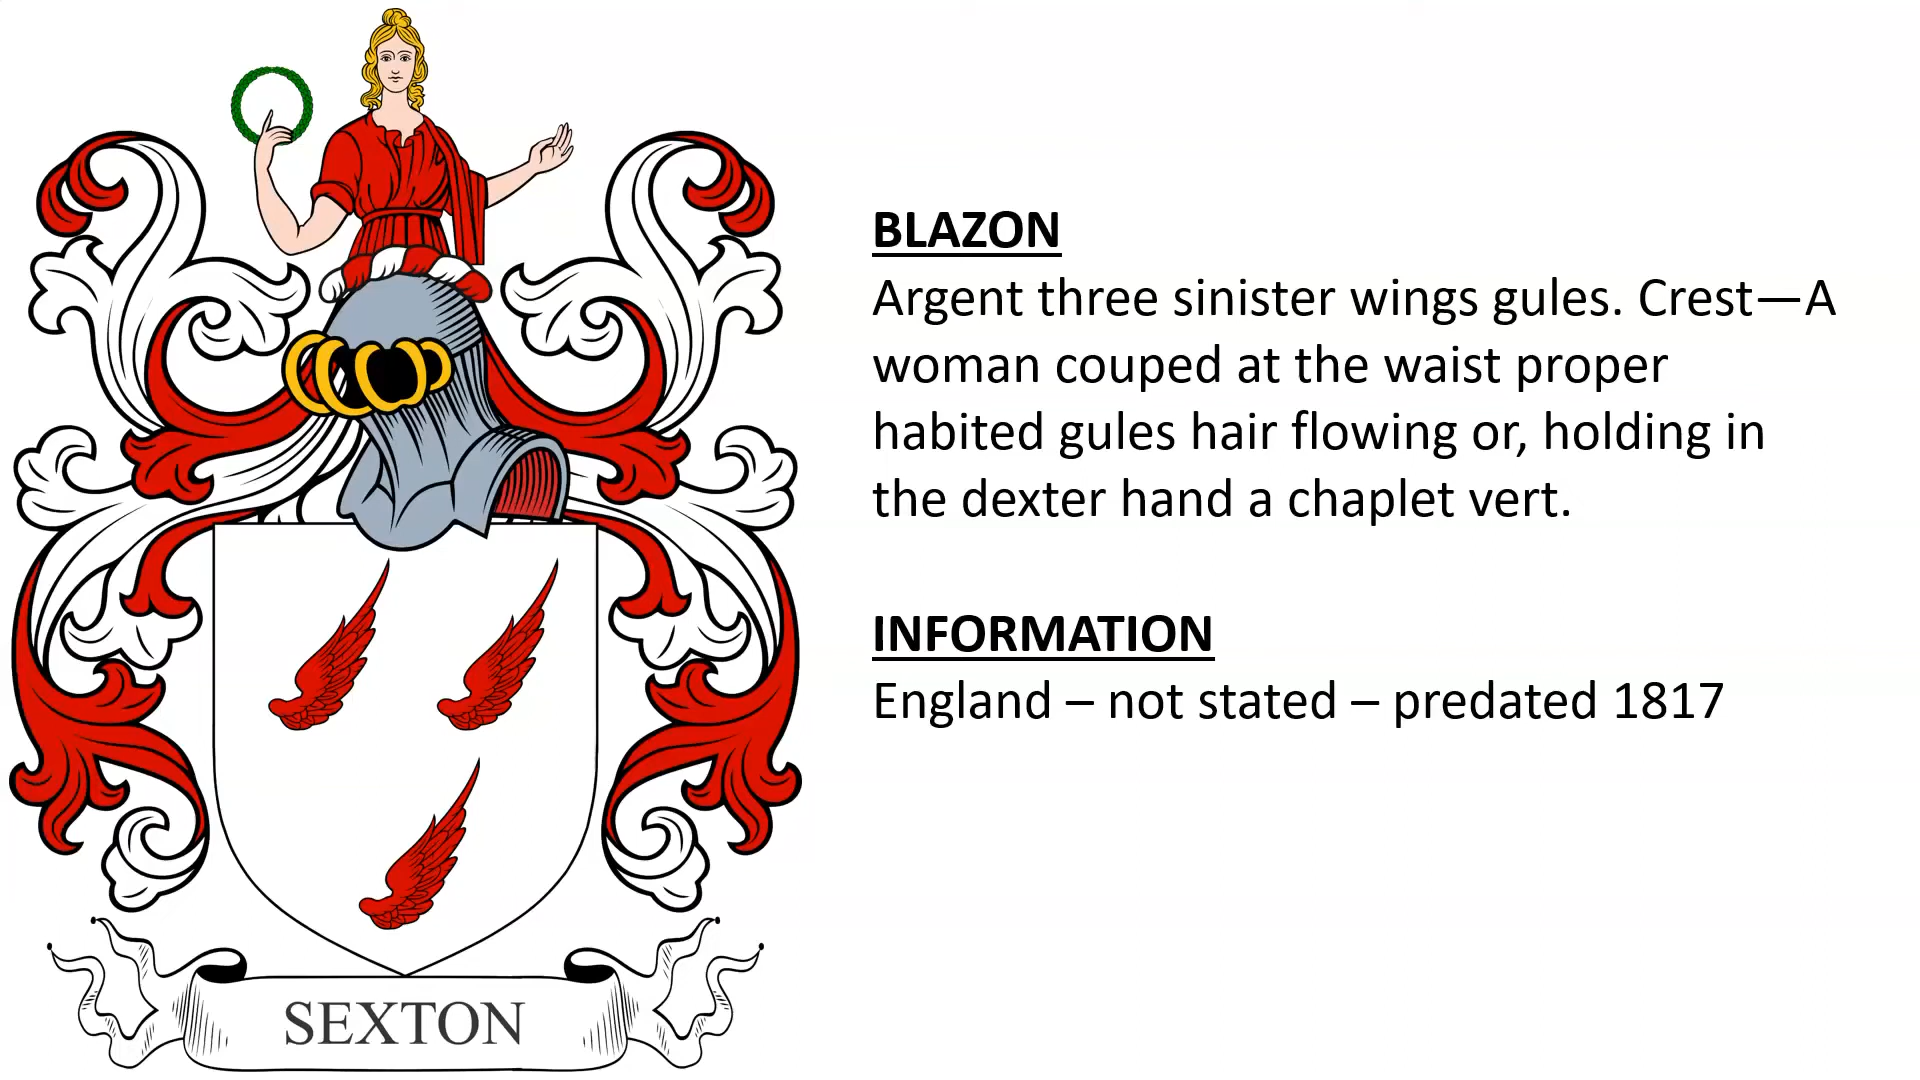 BLAZON
Argent three sinister wings gules. Crest—A
woman couped at the waist proper
habited gules hair flowing or, holding in
the dexter hand a chaplet vert.
INFORMATION
England – not stated – predated 1817
SEXTON